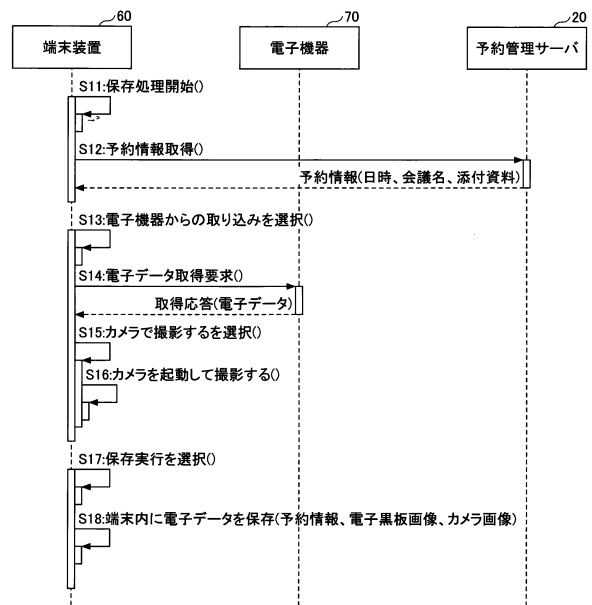 60
70
20
端末装置
電子機器
予約管理サーバ
S11:保存処理開始()
S12:予約情報取得()
予約情報(日時、会議名、添付資料)
S13:電子機器からの取り込みを選択()
S14:電子データ取得要求()
取得応答(電子データ)
S15:カメラで撮影するを選択()
S16:カメラを起動して撮影する()
S17:保存実行を選択()
S18:端末内に電子データを保存(予約情報、電子黒板画像、カメラ画像)